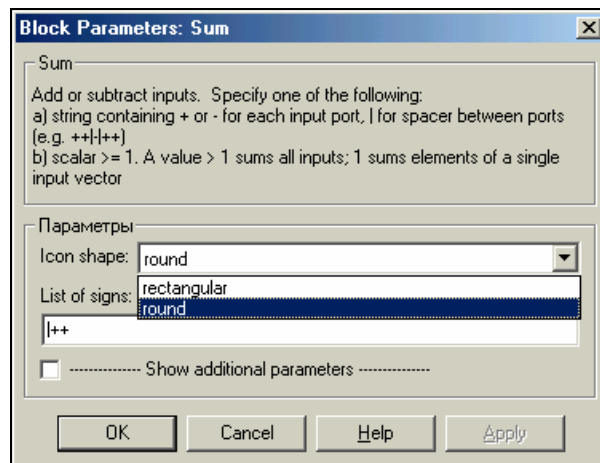 Block Parameters: Sum
Sum
Add or subtract inputs. Specify one of the following:
a) string containing + or - for each input port, | for spacer between ports
(e.g. ++|-|++)
b) scalar >= 1. A value > 1 sums all inputs; 1 sums elements of a single
input vector
Параметры
Icon shape: round
rectangular
List of signs:
round
|++
-------------- Show additional parameters --------------
OK Cancel Help Apply